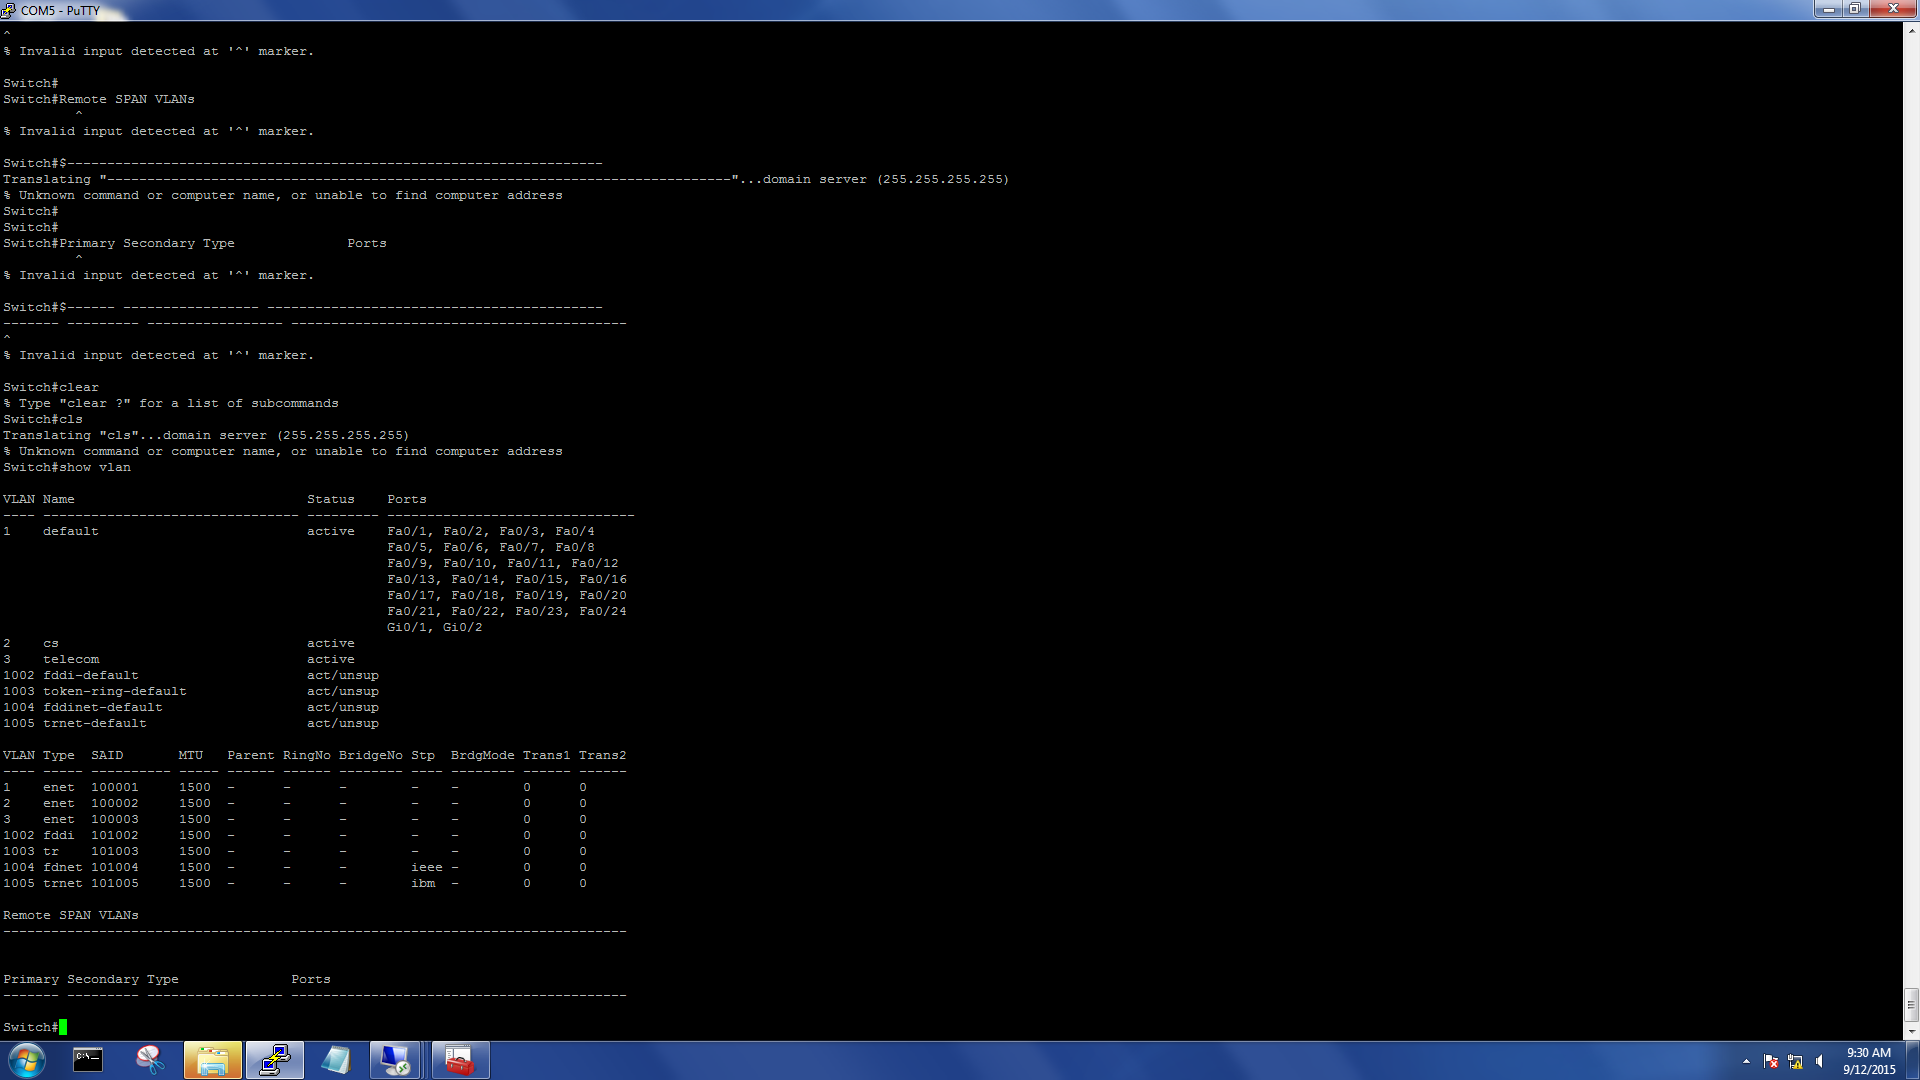 COM5 - PuTTY
^
% Invalid input detected at '^' marker.
Switch#
Switch#Remote SPAN VLANs
^
% Invalid input detected at '^' marker.
Switch#$-------------------------------------------------------------------
Translating "------------------------------------------------------------------------------"...domain server (255.255.255.255)
% Unknown command or computer name, or unable to find computer address
Switch#
Switch#
Switch#Primary Secondary Type              Ports
^
% Invalid input detected at '^' marker.
Switch#$------ ----------------- ------------------------------------------
------- --------- ----------------- ------------------------------------------
^
% Invalid input detected at '^' marker.
Switch#clear
% Type "clear ?" for a list of subcommands
Switch#cls
Translating "cls"...domain server (255.255.255.255)
% Unknown command or computer name, or unable to find computer address
Switch#show vlan
VLAN Name                             Status    Ports
---- -------------------------------- --------- -------------------------------
1    default                          active    Fa0/1, Fa0/2, Fa0/3, Fa0/4
Fa0/5, Fa0/6, Fa0/7, Fa0/8
Fa0/9, Fa0/10, Fa0/11, Fa0/12
Fa0/13, Fa0/14, Fa0/15, Fa0/16
Fa0/17, Fa0/18, Fa0/19, Fa0/20
Fa0/21, Fa0/22, Fa0/23, Fa0/24
Gi0/1, Gi0/2
2    cs                               active
3    telecom                          active
1002 fddi-default                     act/unsup
1003 token-ring-default               act/unsup
1004 fddinet-default                  act/unsup
1005 trnet-default                    act/unsup
VLAN Type  SAID       MTU   Parent RingNo BridgeNo Stp  BrdgMode Trans1 Trans2
---- ----- ---------- ----- ------ ------ -------- ---- -------- ------ ------
1    enet  100001     1500  -      -      -        -    -        0      0
2    enet  100002     1500  -      -      -        -    -        0      0
3    enet  100003     1500  -      -      -        -    -        0      0
1002 fddi  101002     1500  -      -      -        -    -        0      0
1003 tr    101003     1500  -      -      -        -    -        0      0
1004 fdnet 101004     1500  -      -      -        ieee -        0      0
1005 trnet 101005     1500  -      -      -        ibm  -        0      0
Remote SPAN VLANs
------------------------------------------------------------------------------
Primary Secondary Type              Ports
------- --------- ----------------- ------------------------------------------
Switch#
C:\_
9:30 AM
9/12/2015